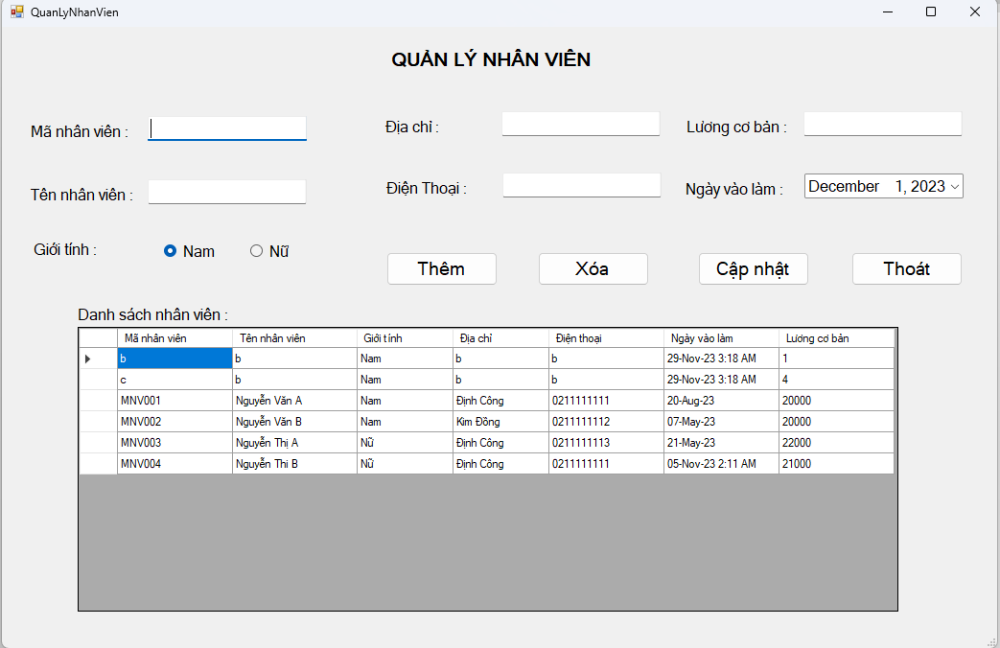 QuanLyNhanVien
QUẢN LÝ NHÂN VIÊN
Mã nhân viên :
Địa chỉ :
Lương cơ bản :
Tên nhân viên :
Điện Thoại :
Ngày vào làm :
December 1, 2023
Giới tính :
Nam
Nữ
Thêm
Xóa
Cập nhật
Thoát
Danh sách nhân viên :
Mã nhân viên Tên nhân viên Giới tính Địa chỉ Điện thoại Ngày vào làm Lương cơ bản
b b Nam b b 29-Nov-23 3:18 AM 1
c b Nam b b 29-Nov-23 3:18 AM 4
MNV001 Nguyễn Văn A Nam Định Công 0211111111 20-Aug-23 20000
MNV002 Nguyễn Văn B Nam Kim Đồng 0211111112 07-May-23 20000
MNV003 Nguyễn Thị A Nữ Định Công 0211111113 21-May-23 22000
MNV004 Nguyễn Thi B Nữ Định Công 0211111111 05-Nov-23 2:11 AM 21000